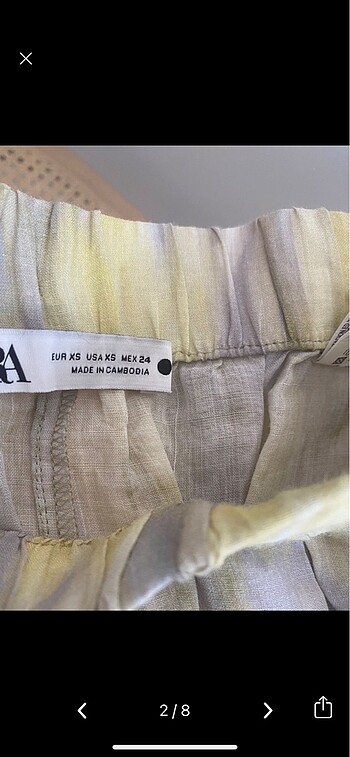 RA
EUR XS USA XS MEX 24
MADE IN CAMBODIA
2/8